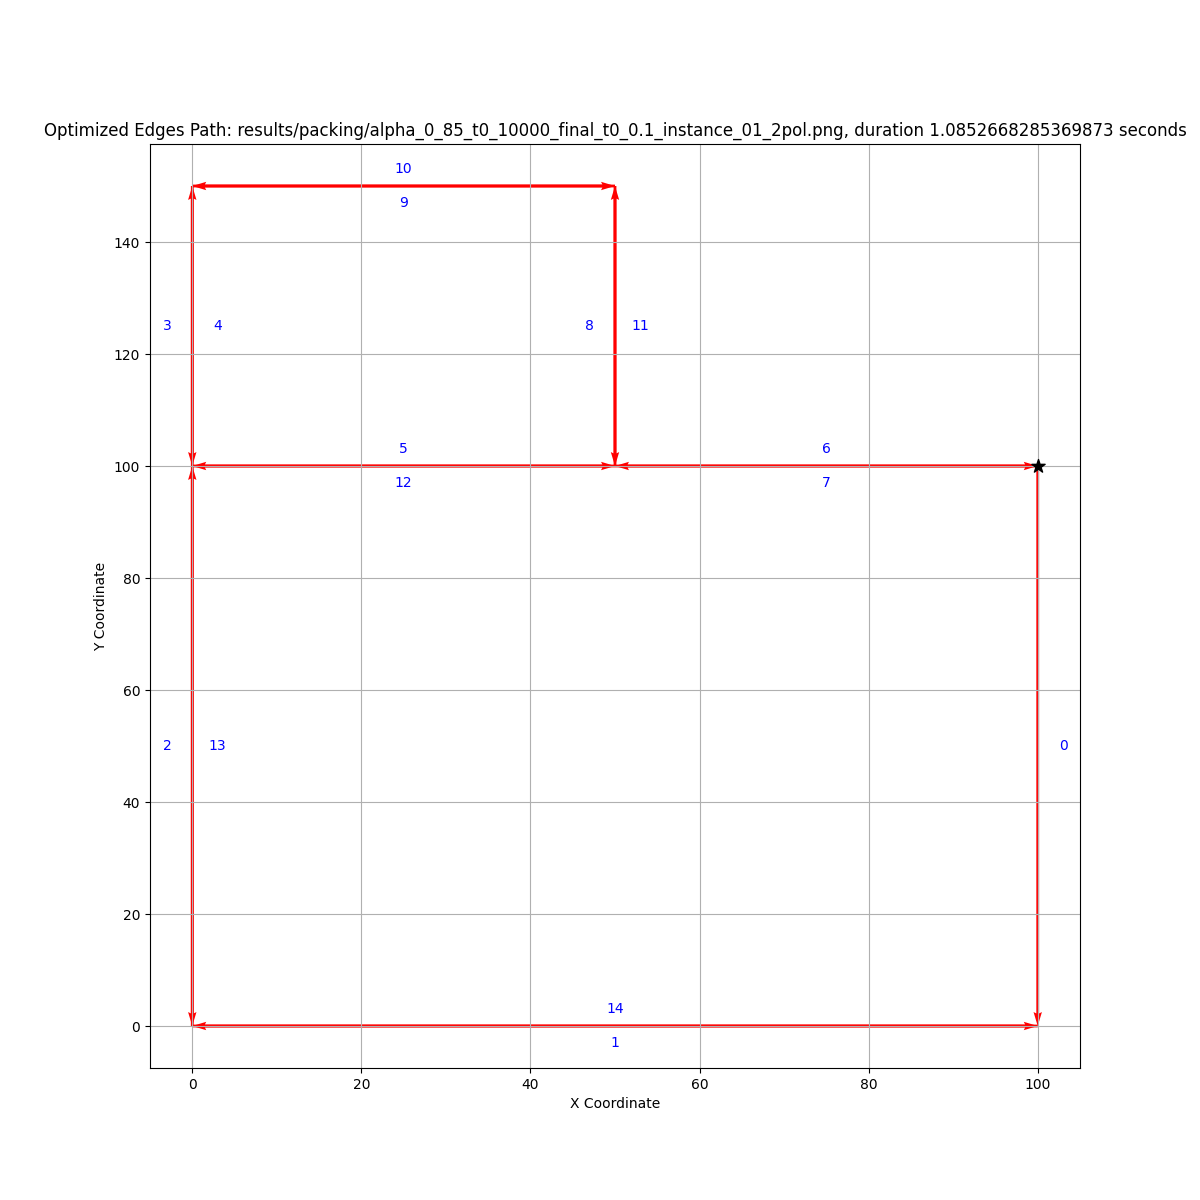 Optimized Edges Path: results/packing/alpha_0_85_t0_10000_final_t0_0.1_instance_01_2pol.png, duration 1.0852668285369873 seconds
10
9
140
3 4 8 11
120
5 6
100
12 7
80
Y Coordinate
60
2 13 0
40
20
14
0
1
0 20 40 60 80 100
X Coordinate